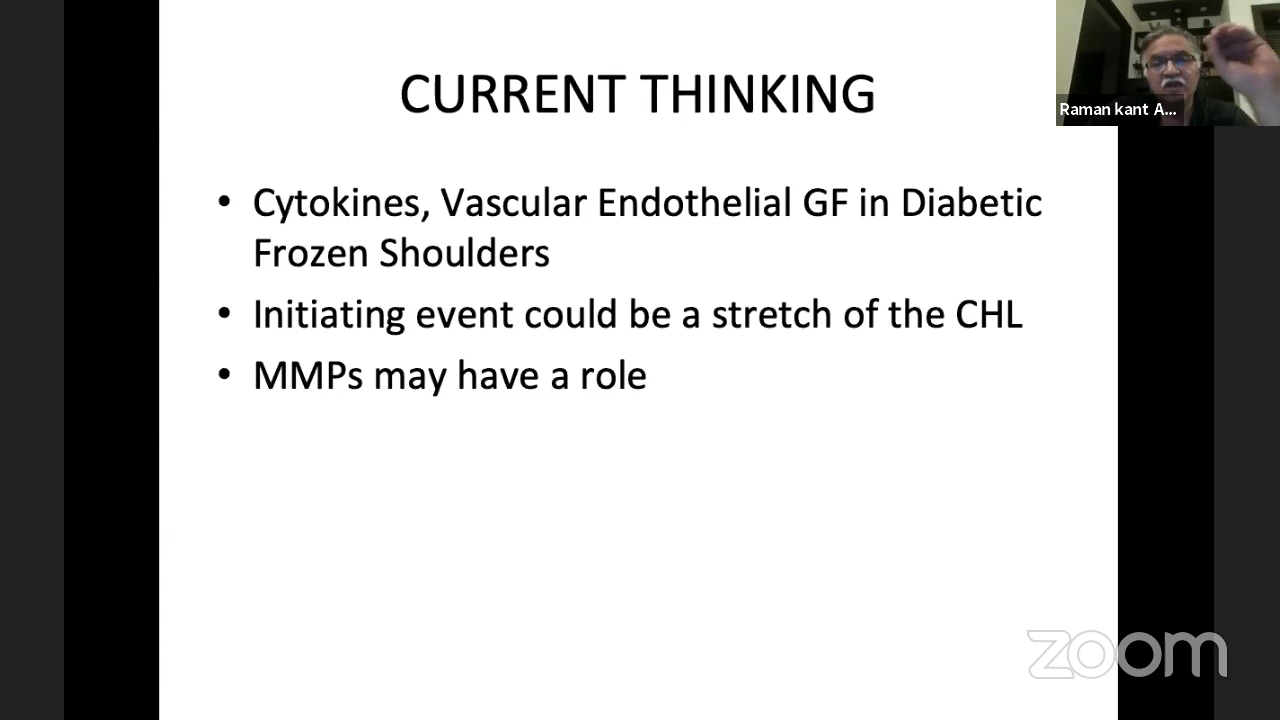 CURRENT THINKING
Raman kant A...
• Cytokines, Vascular Endothelial GF in Diabetic
Frozen Shoulders
• Initiating event could be a stretch of the CHL
• MMPs may have a role
zoom